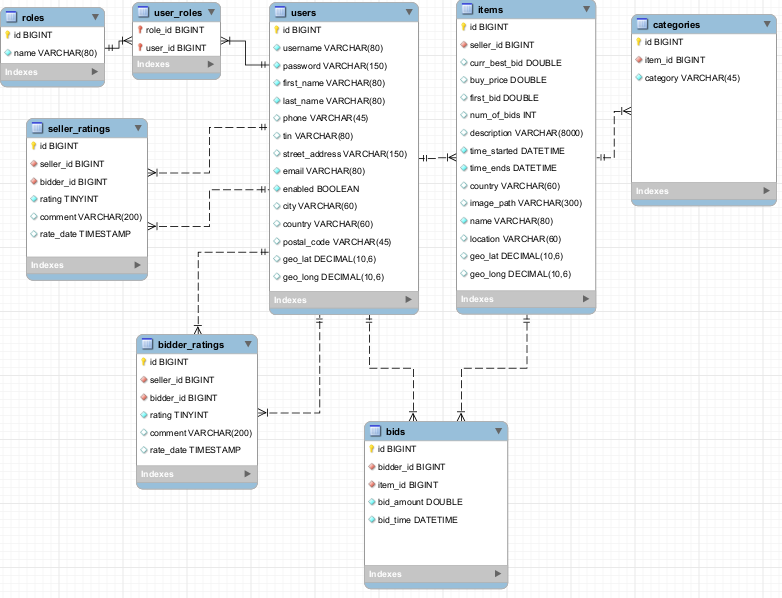 roles
id BIGINT
name VARCHAR(80)
Indexes
user_roles
role_id BIGINT
user_id BIGINT
Indexes
users
id BIGINT
username VARCHAR(80)
password VARCHAR(150)
first_name VARCHAR(80)
last_name VARCHAR(80)
phone VARCHAR(45)
tin VARCHAR(80)
street_address VARCHAR(150)
email VARCHAR(80)
enabled BOOLEAN
city VARCHAR(60)
country VARCHAR(60)
postal_code VARCHAR(45)
geo_lat DECIMAL(10,6)
geo_long DECIMAL(10,6)
Indexes
items
id BIGINT
seller_id BIGINT
curr_best_bid DOUBLE
buy_price DOUBLE
first_bid DOUBLE
num_of_bids INT
description VARCHAR(8000)
time_started DATETIME
time_ends DATETIME
country VARCHAR(60)
image_path VARCHAR(300)
name VARCHAR(80)
location VARCHAR(60)
geo_lat DECIMAL(10,6)
geo_long DECIMAL(10,6)
Indexes
categories
id BIGINT
item_id BIGINT
category VARCHAR(45)
Indexes
seller_ratings
id BIGINT
seller_id BIGINT
bidder_id BIGINT
rating TINYINT
comment VARCHAR(200)
rate_date TIMESTAMP
Indexes
bidder_ratings
id BIGINT
seller_id BIGINT
bidder_id BIGINT
rating TINYINT
comment VARCHAR(200)
rate_date TIMESTAMP
Indexes
bids
id BIGINT
bidder_id BIGINT
item_id BIGINT
bid_amount DOUBLE
bid_time DATETIME
Indexes